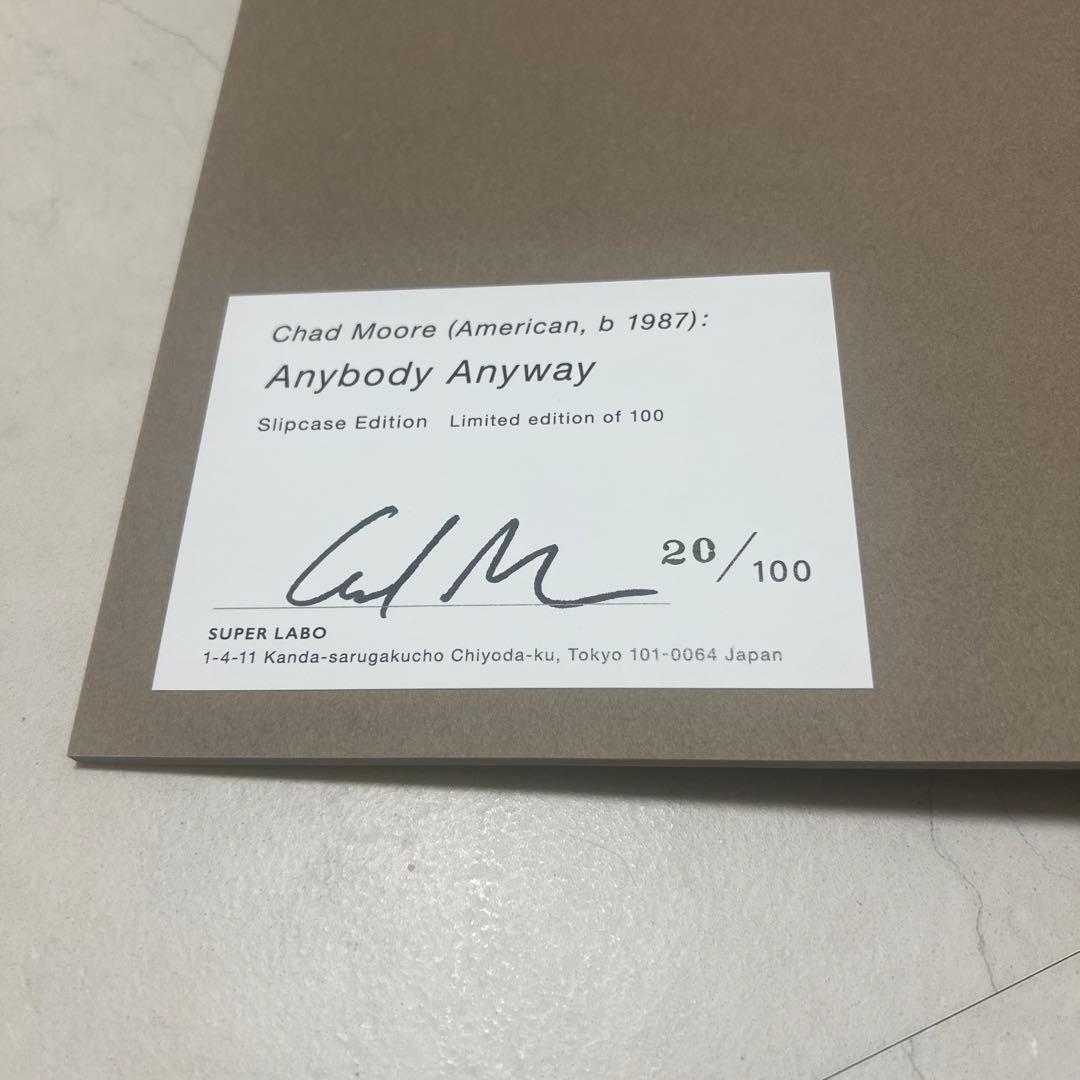 Chad Moore (American, b 1987):
Anybody Anyway
Slipcase Edition Limited edition of 100
Chad M
20/100
SUPER LABO
1-4-11 Kanda-sarugakucho Chiyoda-ku, Tokyo 101-0064 Japan